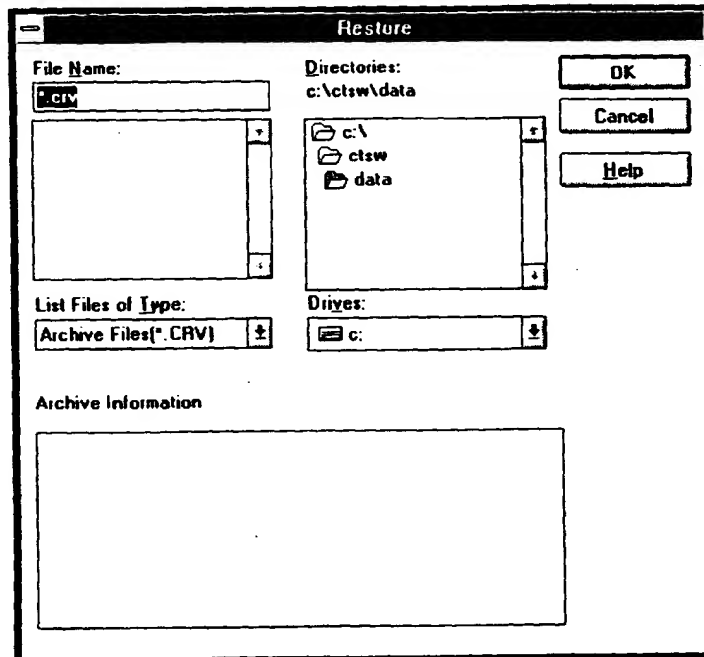 Restore
File Name:
*.crv
Directories:
c:\ctsw\data
c:\
ctsw
data
OK
Cancel
Help
List Files of Type:
Archive Files(*.CRV)
Drives:
c:
Archive Information